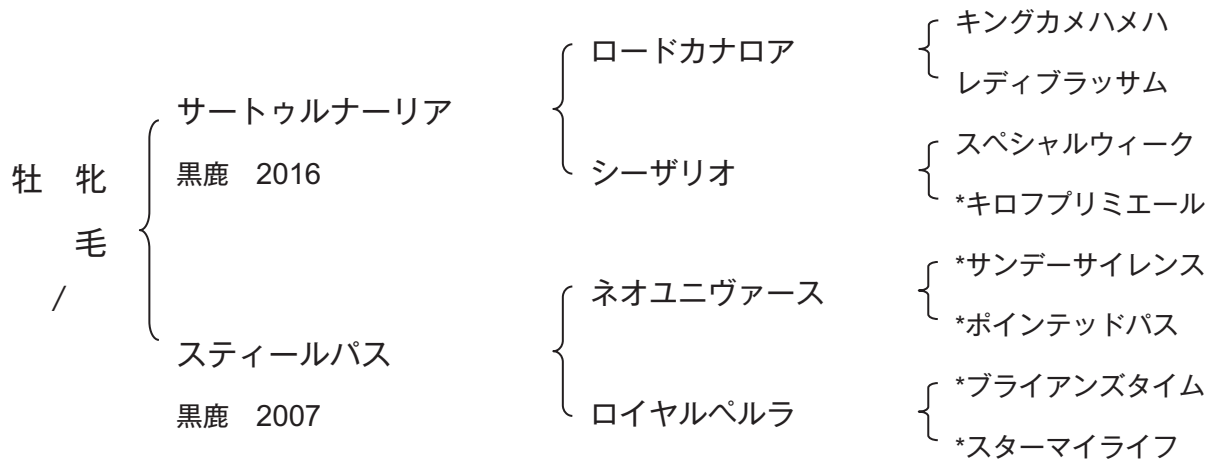 牡 牝
毛
/
サートゥルナーリア
黒鹿 2016
スティールパス
黒鹿 2007
ロードカナロア
シーザリオ
ネオユニヴァース
ロイヤルペルラ
キングカメハメハ
レディブラッサム
スペシャルウィーク
*キロフプリミエール
*サンデーサイレンス
*ポインテッドパス
*ブライアンズタイム
*スターマイライフ